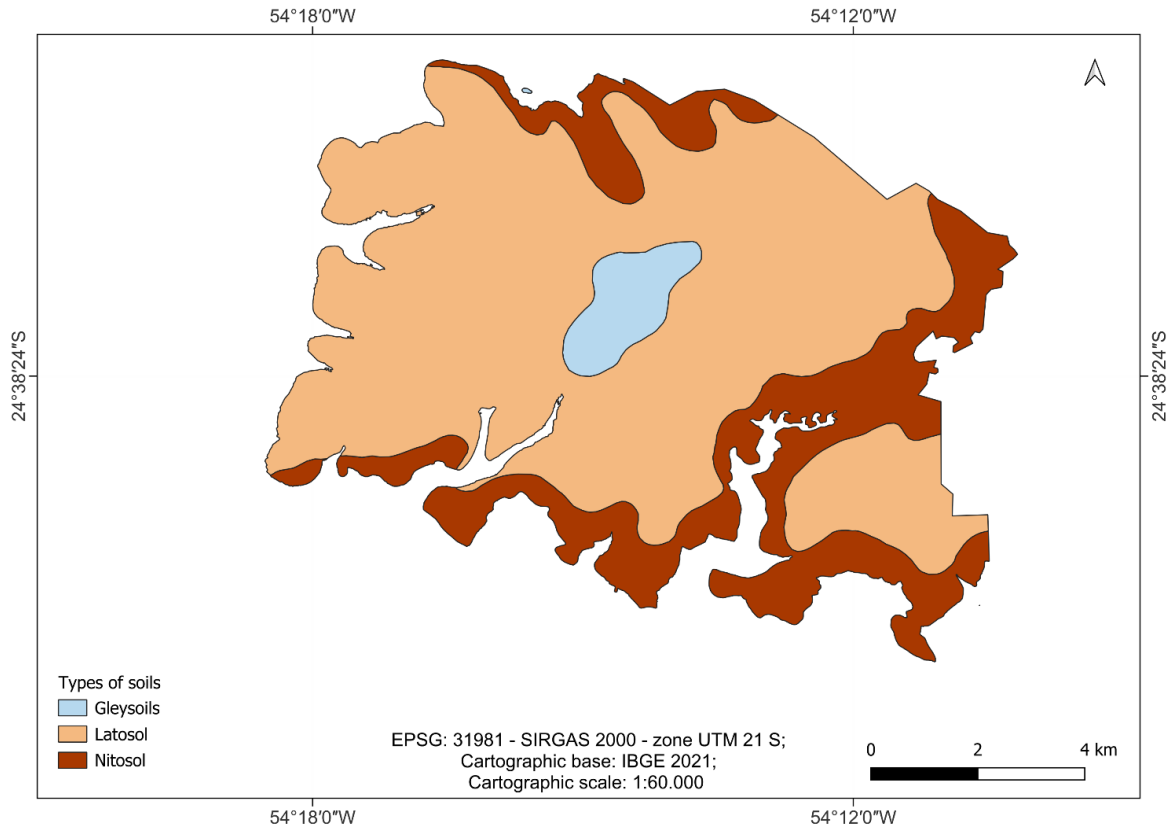 54°18′0″W
54°12′0″W
24°38′24″S
24°38′24″S
Types of soils
Gleysoils
Latosol
Nitosol
EPSG: 31981 - SIRGAS 2000 - zone UTM 21 S;
Cartographic base: IBGE 2021;
Cartographic scale: 1:60.000
0 2 4 km
54°18′0″W
54°12′0″W